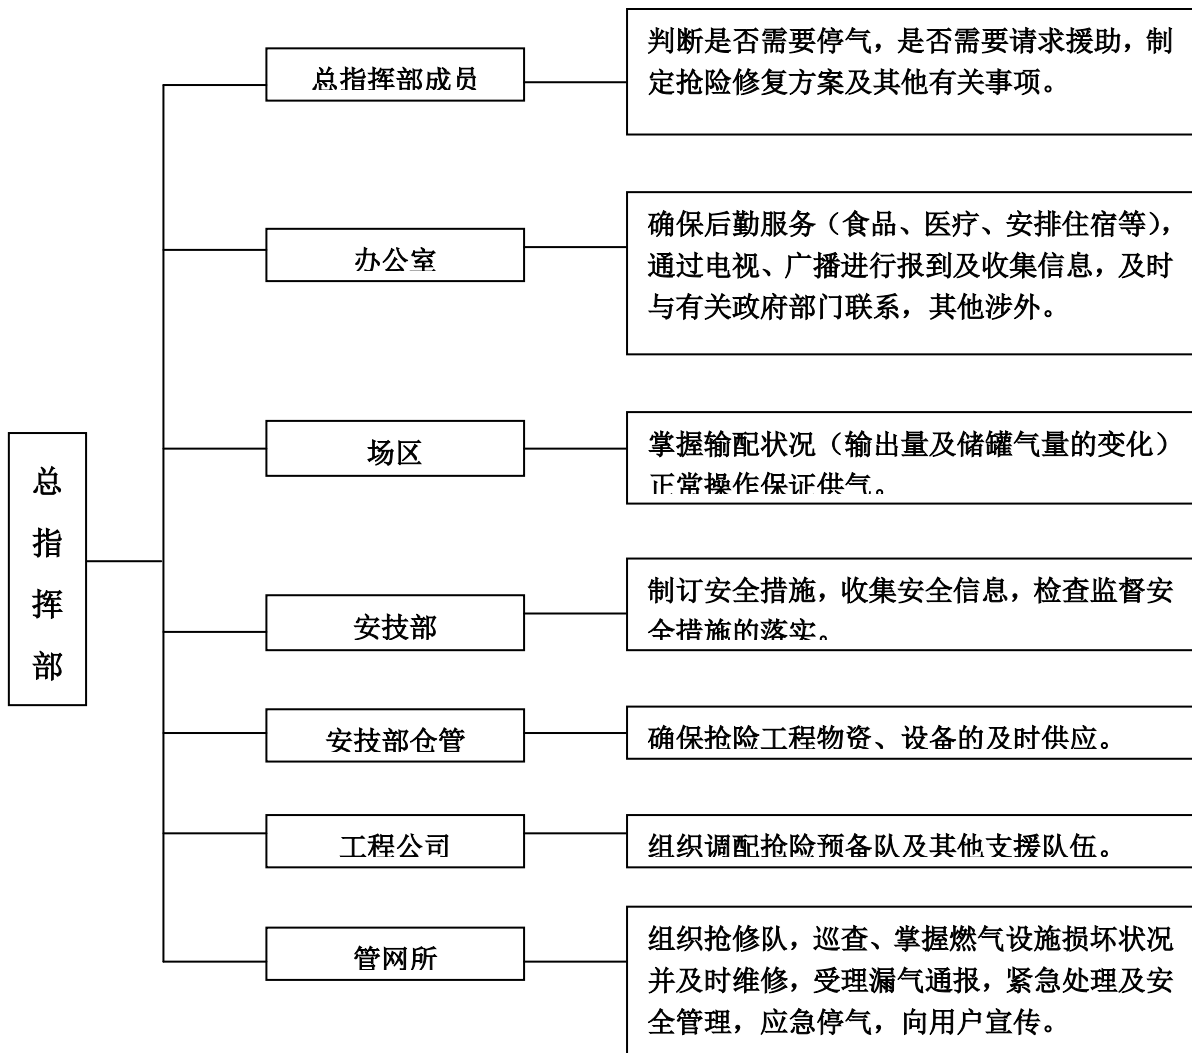 总指挥部成员
判断是否需要停气，是否需要请求援助，制
定抢险修复方案及其他有关事项。
办公室
确保后勤服务（食品、医疗、安排住宿等），
通过电视、广播进行报到及收集信息，及时
与有关政府部门联系，其他涉外。
总
指
挥
部
场区
掌握输配状况（输出量及储罐气量的变化）
正常操作保证供气。
安技部
制订安全措施，收集安全信息，检查监督安
全措施的落实。
安技部仓管
确保抢险工程物资、设备的及时供应。
工程公司
组织调配抢险预备队及其他支援队伍。
管网所
组织抢修队，巡查、掌握燃气设施损坏状况
并及时维修，受理漏气通报，紧急处理及安
全管理，应急停气，向用户宣传。